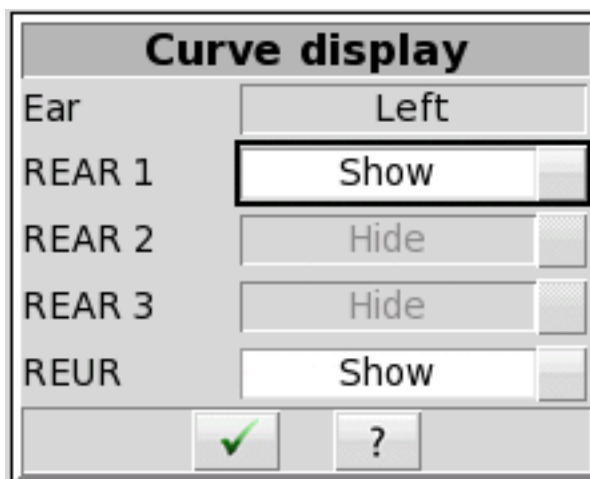 Curve display
Ear Left
REAR 1 Show
REAR 2 Hide
REAR 3 Hide
REUR Show
?